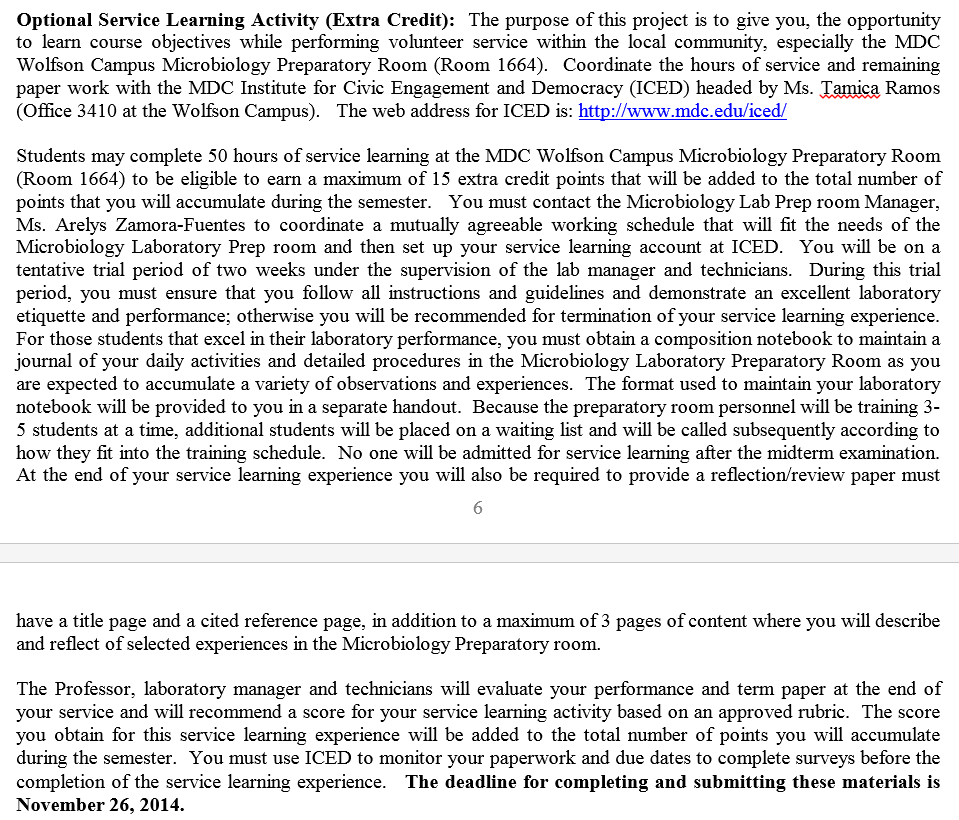 Optional Service Learning Activity (Extra Credit): The purpose of this project is to give you, the opportunity
to learn course objectives while performing volunteer service within the local community, especially the MDC
Wolfson Campus Microbiology Preparatory Room (Room 1664). Coordinate the hours of service and remaining
paper work with the MDC Institute for Civic Engagement and Democracy (ICED) headed by Ms. Tamica Ramos
(Office 3410 at the Wolfson Campus). The web address for ICED is: http://www.mdc.edu/iced/
Students may complete 50 hours of service learning at the MDC Wolfson Campus Microbiology Preparatory Room
(Room 1664) to be eligible to earn a maximum of 15 extra credit points that will be added to the total number of
points that you will accumulate during the semester. You must contact the Microbiology Lab Prep room Manager,
Ms. Arelys Zamora-Fuentes to coordinate a mutually agreeable working schedule that will fit the needs of the
Microbiology Laboratory Prep room and then set up your service learning account at ICED. You will be on a
tentative trial period of two weeks under the supervision of the lab manager and technicians. During this trial
period, you must ensure that you follow all instructions and guidelines and demonstrate an excellent laboratory
etiquette and performance; otherwise you will be recommended for termination of your service learning experience.
For those students that excel in their laboratory performance, you must obtain a composition notebook to maintain a
journal of your daily activities and detailed procedures in the Microbiology Laboratory Preparatory Room as you
are expected to accumulate a variety of observations and experiences. The format used to maintain your laboratory
notebook will be provided to you in a separate handout. Because the preparatory room personnel will be training 3-
5 students at a time, additional students will be placed on a waiting list and will be called subsequently according to
how they fit into the training schedule. No one will be admitted for service learning after the midterm examination.
At the end of your service learning experience you will also be required to provide a reflection/review paper must
6
have a title page and a cited reference page, in addition to a maximum of 3 pages of content where you will describe
and reflect of selected experiences in the Microbiology Preparatory room.
The Professor, laboratory manager and technicians will evaluate your performance and term paper at the end of
your service and will recommend a score for your service learning activity based on an approved rubric. The score
you obtain for this service learning experience will be added to the total number of points you will accumulate
during the semester. You must use ICED to monitor your paperwork and due dates to complete surveys before the
completion of the service learning experience. The deadline for completing and submitting these materials is
November 26, 2014.